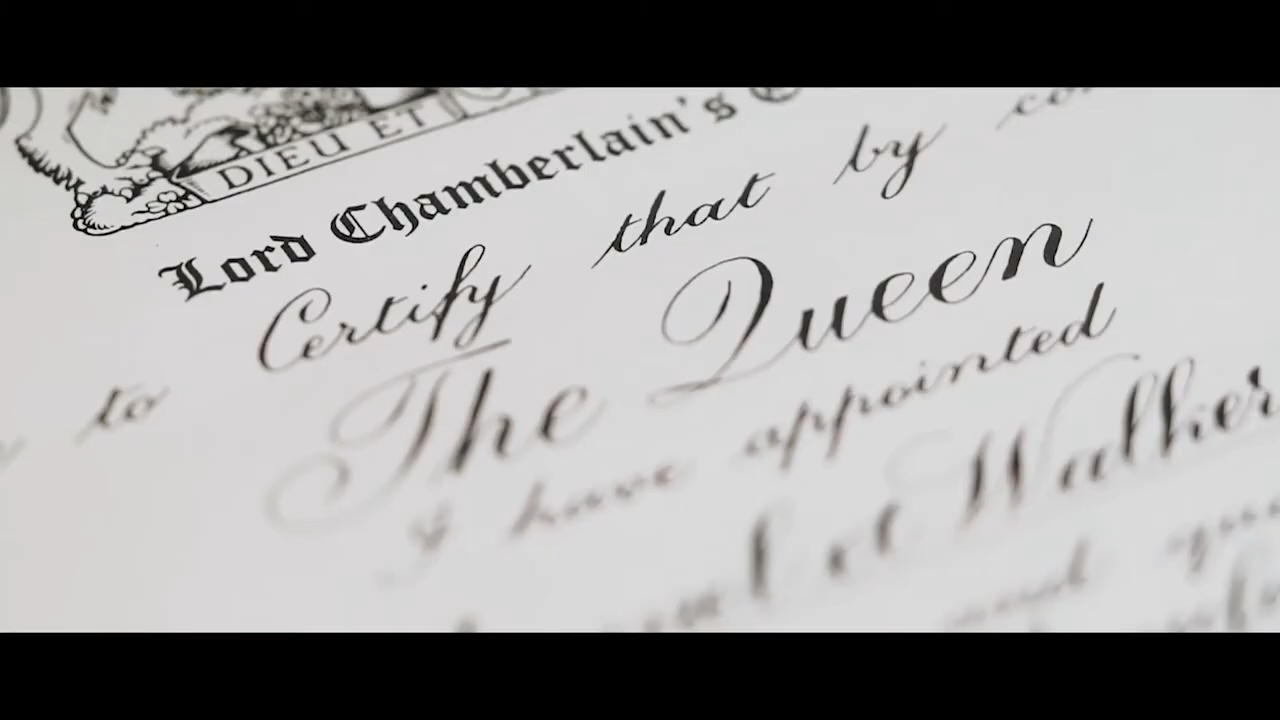 DIEU ET
Lord Chamberlain's
to Certify that by
The Queen
I have appointed
Walker